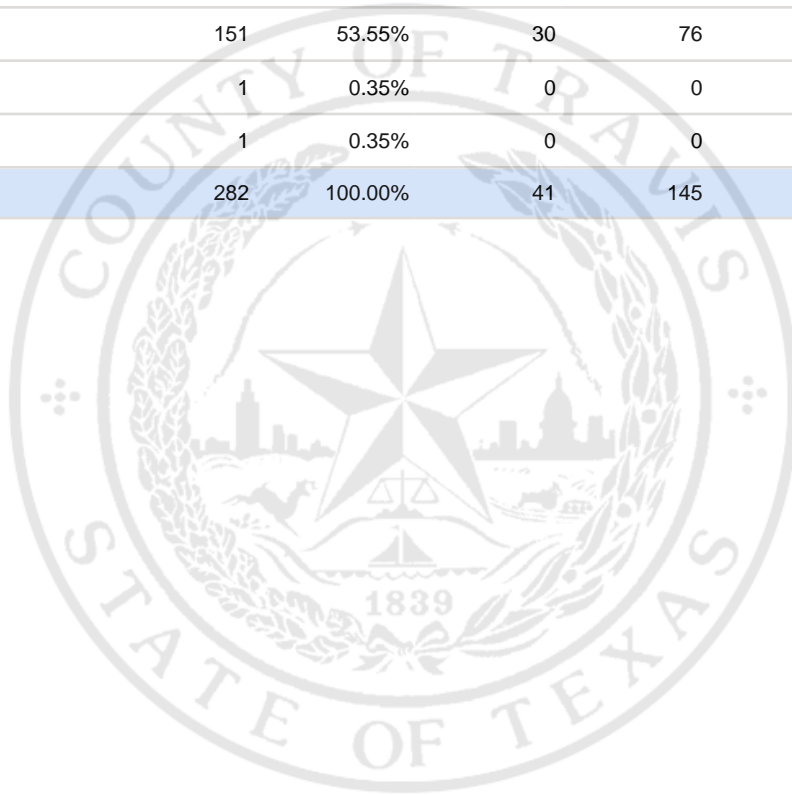 151 53.55% 30 76
1 0.35% 0 0
1 0.35% 0 0
282 100.00% 41 145
COUNTY OF TRAVIS
1839
STATE OF TEXAS